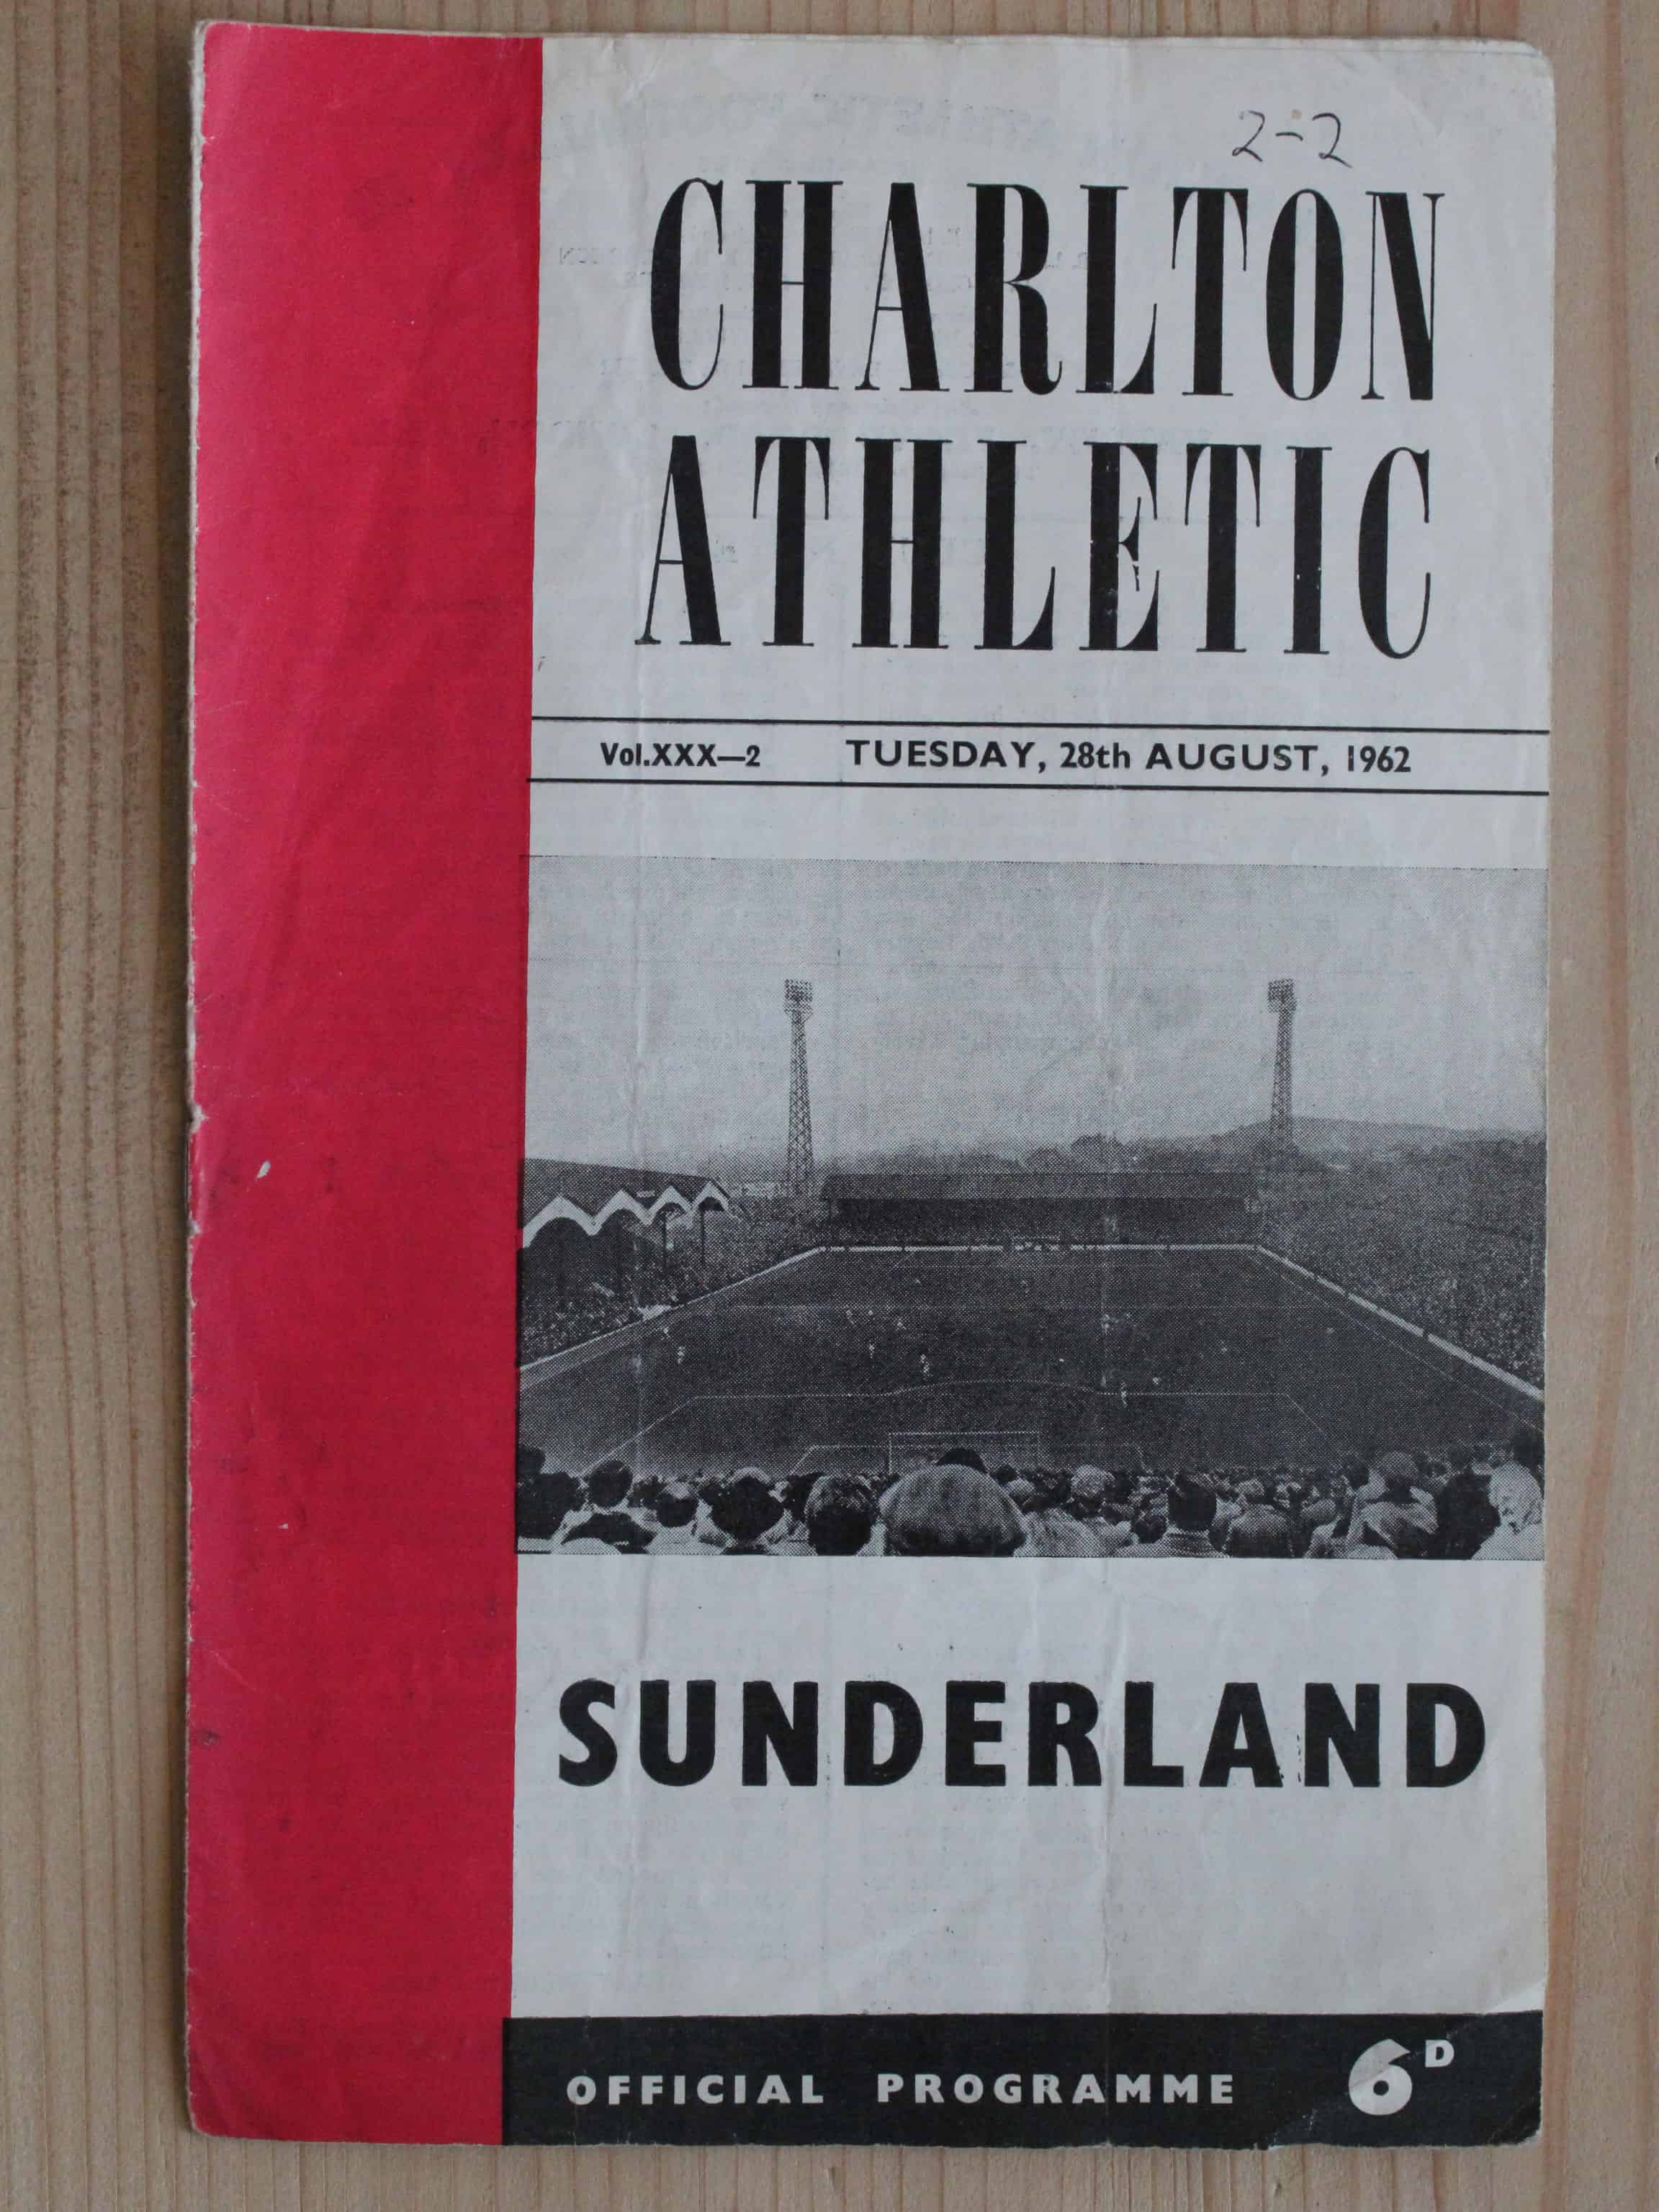 2-2
CHARLTON
ATHLETIC
Vol.XXX—2 TUESDAY, 28th AUGUST, 1962
SUNDERLAND
OFFICIAL PROGRAMME 6D